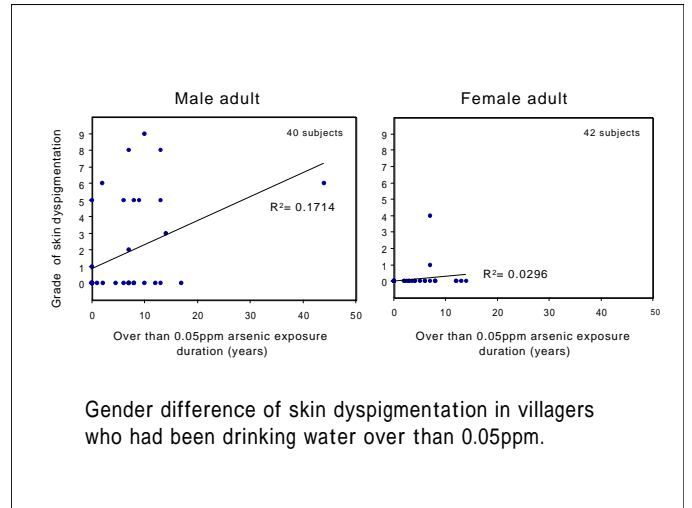 Male adult
Female adult
Grade of skin dyspigmentation
9
8
7
6
5
4
3
2
1
0
40 subjects
R²= 0.1714
0
10
20
30
40
50
Over than 0.05ppm arsenic exposure
duration (years)
9
8
7
6
5
4
3
2
1
0
42 subjects
R²= 0.0296
0
10
20
30
40
50
Over than 0.05ppm arsenic exposure
duration (years)
Gender difference of skin dyspigmentation in villagers
who had been drinking water over than 0.05ppm.